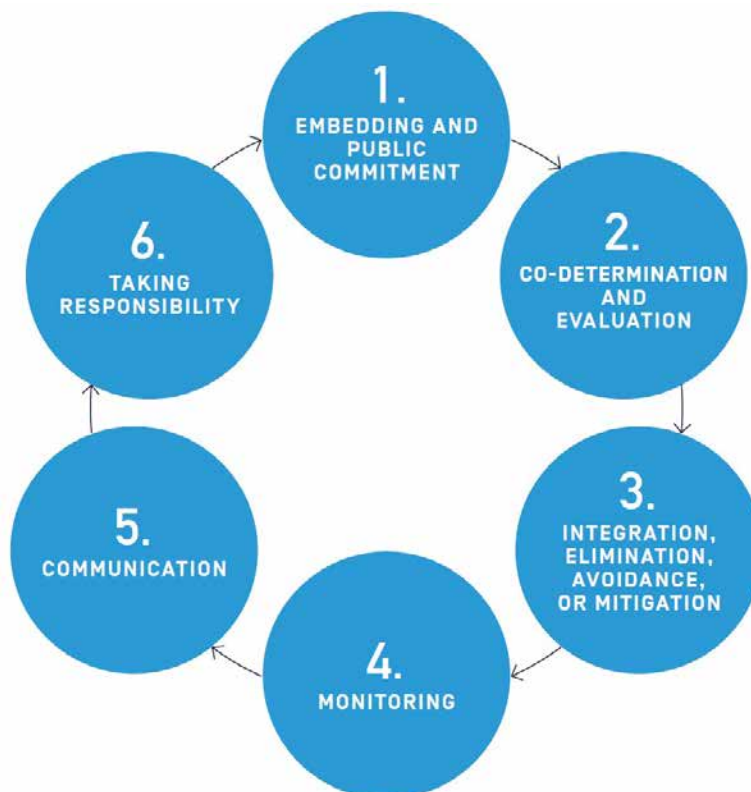 1.
EMBEDDING AND
PUBLIC
COMMITMENT
2.
CO-DETERMINATION
AND
EVALUATION
3.
INTEGRATION,
ELIMINATION,
AVOIDANCE,
OR MITIGATION
4.
MONITORING
5.
COMMUNICATION
6.
TAKING
RESPONSIBILITY